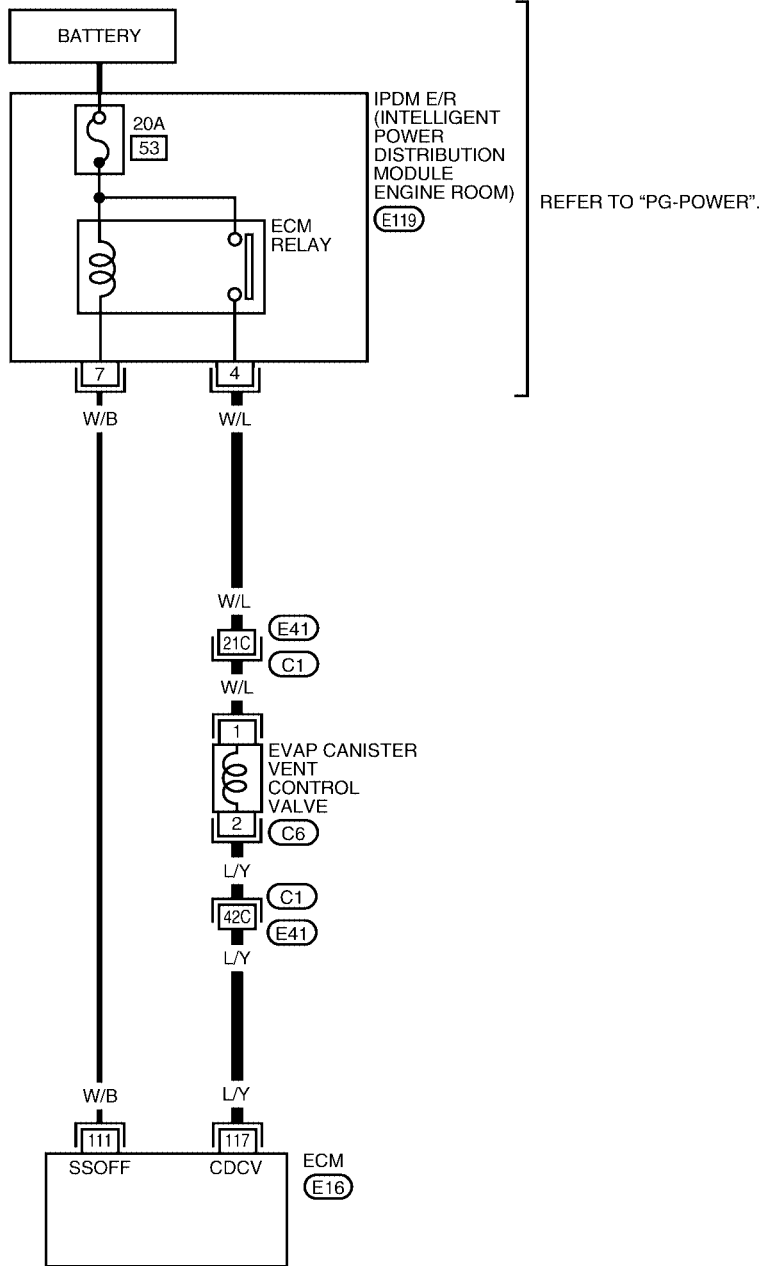 BATTERY
20A
53
IPDM E/R
(INTELLIGENT
POWER
DISTRIBUTION
MODULE
ENGINE ROOM)
E119
REFER TO “PG-POWER”.
ECM
RELAY
7
4
W/B
W/L
W/L
21C
E41
C1
W/L
1
EVAP CANISTER
VENT
CONTROL
VALVE
2
C6
L/Y
C1
42C
E41
L/Y
W/B
L/Y
111
117
SSOFF
CDCV
ECM
E16